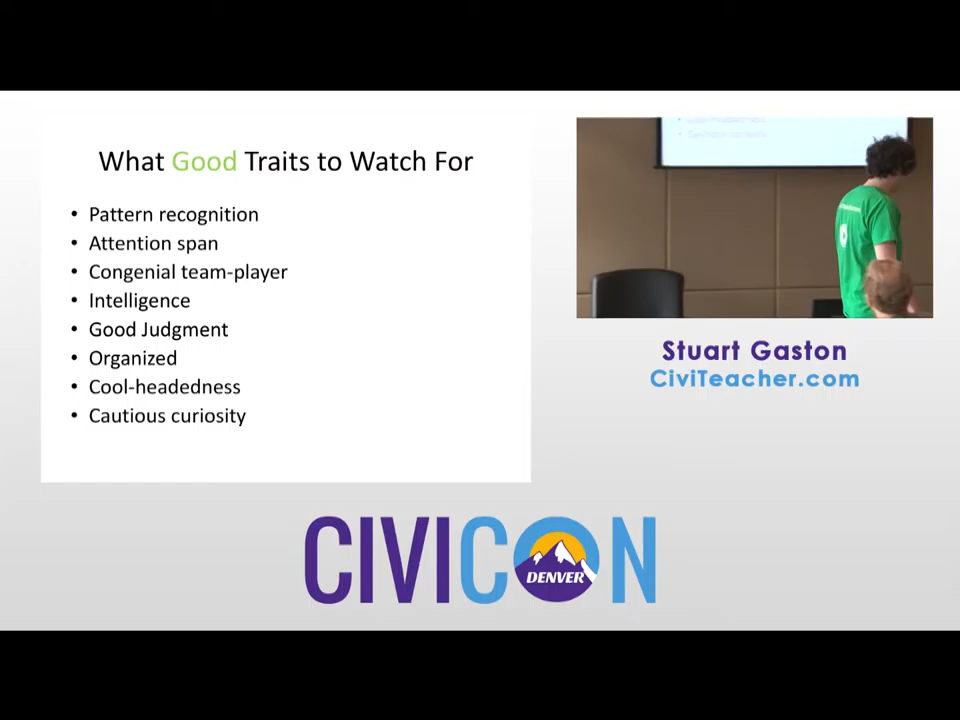 What Good Traits to Watch For
• Pattern recognition
• Attention span
• Congenial team-player
• Intelligence
• Good Judgment
• Organized
• Cool-headedness
• Cautious curiosity
Stuart Gaston
CiviTeacher.com
CIVICON
DENVER